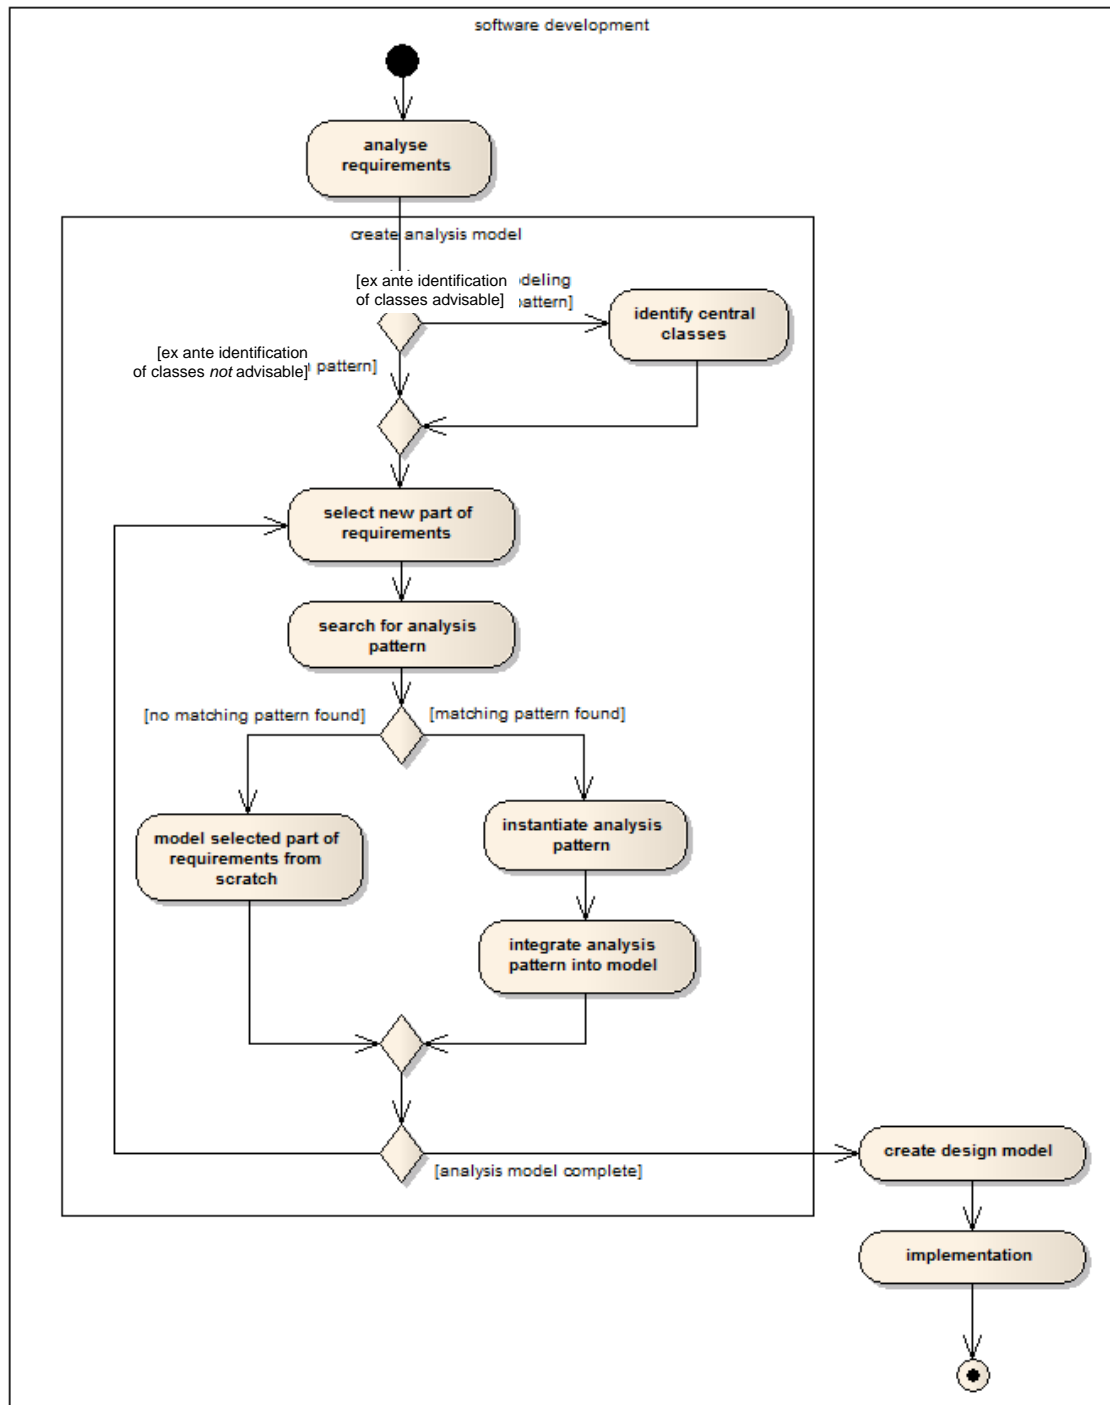 software development
analyse
requirements
create analysis model
[ex ante identification
of classes advisable]
pattern]
identify central
classes
[ex ante identification
of classes not advisable]
pattern]
select new part of
requirements
search for analysis
pattern
[no matching pattern found]
[matching pattern found]
model selected part of
requirements from
scratch
instantiate analysis
pattern
integrate analysis
pattern into model
[analysis model complete]
create design model
implementation